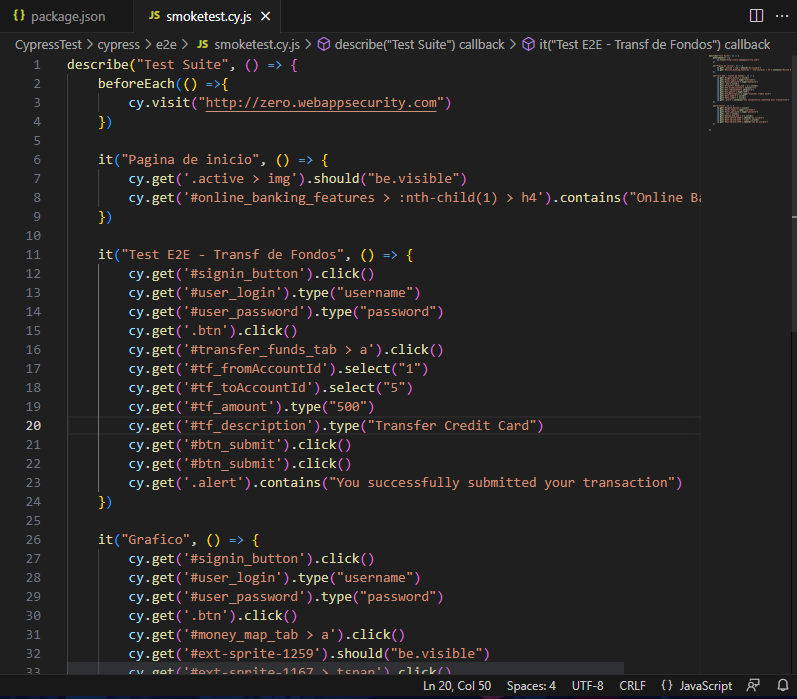 {} package.json
JS smoketest.cy.js ×
CypressTest > cypress > e2e > JS smoketest.cy.js > describe("Test Suite") callback > it("Test E2E - Transf de Fondos") callback
1 describe("Test Suite", () => {
2 beforeEach(() =>{
3 cy.visit("http://zero.webappsecurity.com")
4 })
5
6 it("Pagina de inicio", () => {
7 cy.get('.active > img').should("be.visible")
8 cy.get('#online_banking_features > :nth-child(1) > h4').contains("Online Ba
9 })
10
11 it("Test E2E - Transf de Fondos", () => {
12 cy.get('#signin_button').click()
13 cy.get('#user_login').type("username")
14 cy.get('#user_password').type("password")
15 cy.get('.btn').click()
16 cy.get('#transfer_funds_tab > a').click()
17 cy.get('#tf_fromAccountId').select("1")
18 cy.get('#tf_toAccountId').select("5")
19 cy.get('#tf_amount').type("500")
20 cy.get('#tf_description').type("Transfer Credit Card")
21 cy.get('#btn_submit').click()
22 cy.get('#btn_submit').click()
23 cy.get('.alert').contains("You successfully submitted your transaction")
24 })
25
26 it("Grafico", () => {
27 cy.get('#signin_button').click()
28 cy.get('#user_login').type("username")
29 cy.get('#user_password').type("password")
30 cy.get('.btn').click()
31 cy.get('#money_map_tab > a').click()
32 cy.get('#ext-sprite-1259').should("be.visible")
33 cy.get('#ext-sprite-1167 > tspan').click()
Ln 20, Col 50 Spaces: 4 UTF-8 CRLF {} JavaScript